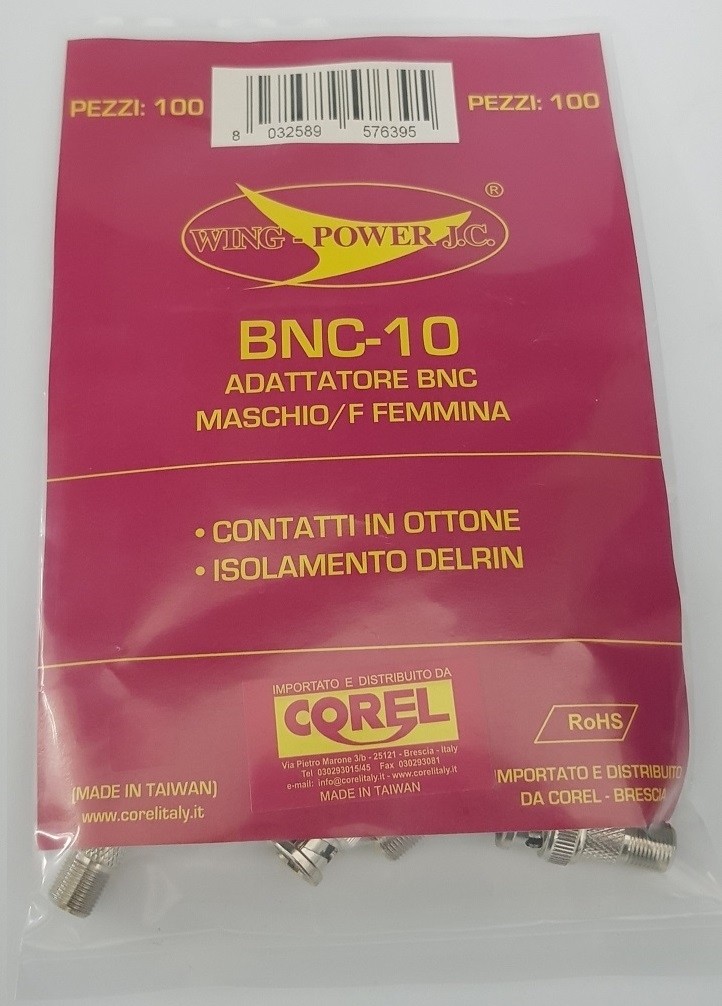 PEZZI: 100
PEZZI: 100
8 032589 576395
®
WING - POWER J.C.
BNC-10
ADATTATORE BNC
MASCHIO/F FEMMINA
• CONTATTI IN OTTONE
• ISOLAMENTO DELRIN
IMPORTATO E DISTRIBUITO DA
COREL
Via Pietro Marone 3/b - 25121 - Brescia - Italy
Tel 030293015/45 Fax 030293081
e-mail: info@corelitaly.it - www.corelitaly.it
MADE IN TAIWAN
(MADE IN TAIWAN)
www.corelitaly.it
RoHS
IMPORTATO E DISTRIBUITO
DA COREL - BRESCIA